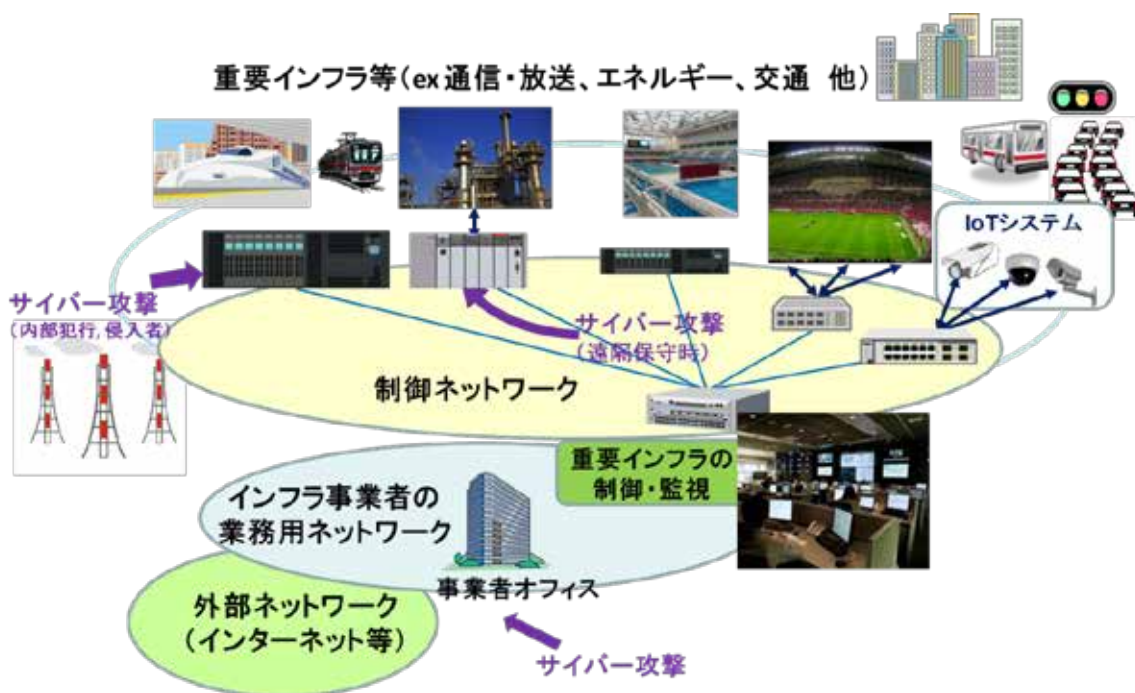 重要インフラ等(ex 通信・放送、エネルギー、交通 他)
IoTシステム
サイバー攻撃
(内部犯行,侵入者)
サイバー攻撃
(遠隔保守時)
制御ネットワーク
重要インフラの
制御・監視
インフラ事業者の
業務用ネットワーク
事業者オフィス
外部ネットワーク
(インターネット等)
サイバー攻撃